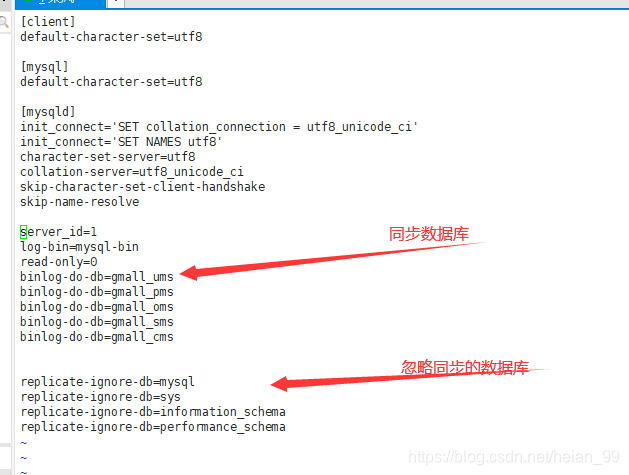 [client]
default-character-set=utf8
[mysql]
default-character-set=utf8
[mysqld]
init_connect='SET collation_connection = utf8_unicode_ci'
init_connect='SET NAMES utf8'
character-set-server=utf8
collation-server=utf8_unicode_ci
skip-character-set-client-handshake
skip-name-resolve
server_id=1
同步数据库
log-bin=mysql-bin
read-only=0
binlog-do-db=gmall_ums
binlog-do-db=gmall_pms
binlog-do-db=gmall_oms
binlog-do-db=gmall_sms
binlog-do-db=gmall_cms
忽略同步的数据库
replicate-ignore-db=mysql
replicate-ignore-db=sys
replicate-ignore-db=information_schema
replicate-ignore-db=performance_schema
~
~
~
https://blog.csdn.net/heian_99